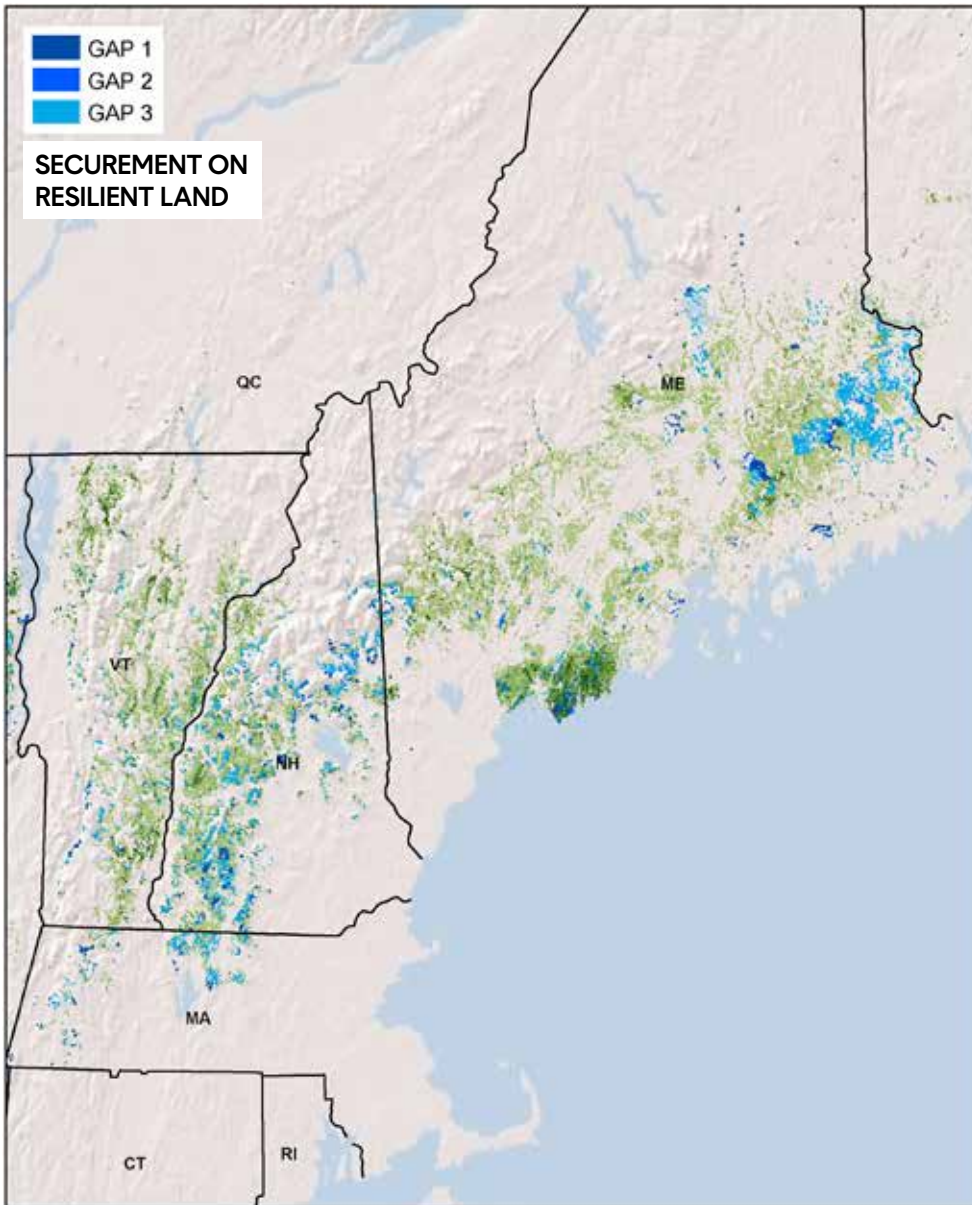 GAP 1
GAP 2
GAP 3
SECUREMENT ON
RESILIENT LAND
QC
ME
VT
NH
MA
CT
RI